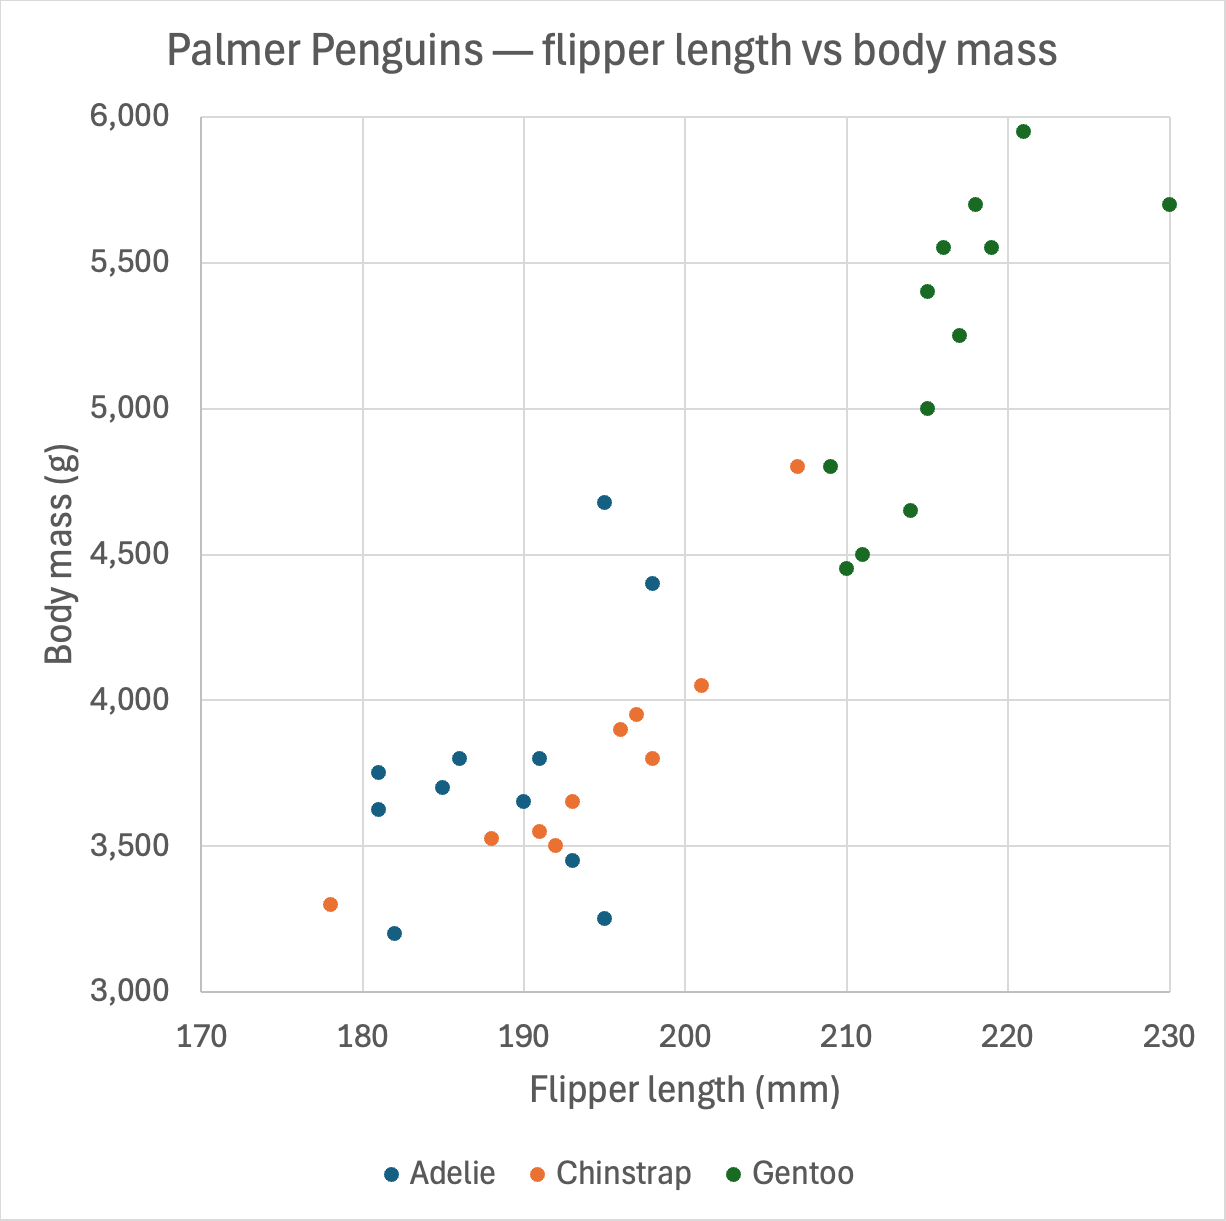 Palmer Penguins — flipper length vs body mass
6,000
5,500
5,000
4,500
4,000
3,500
3,000
Body mass (g)
170 180 190 200 210 220 230
Flipper length (mm)
Adelie Chinstrap Gentoo